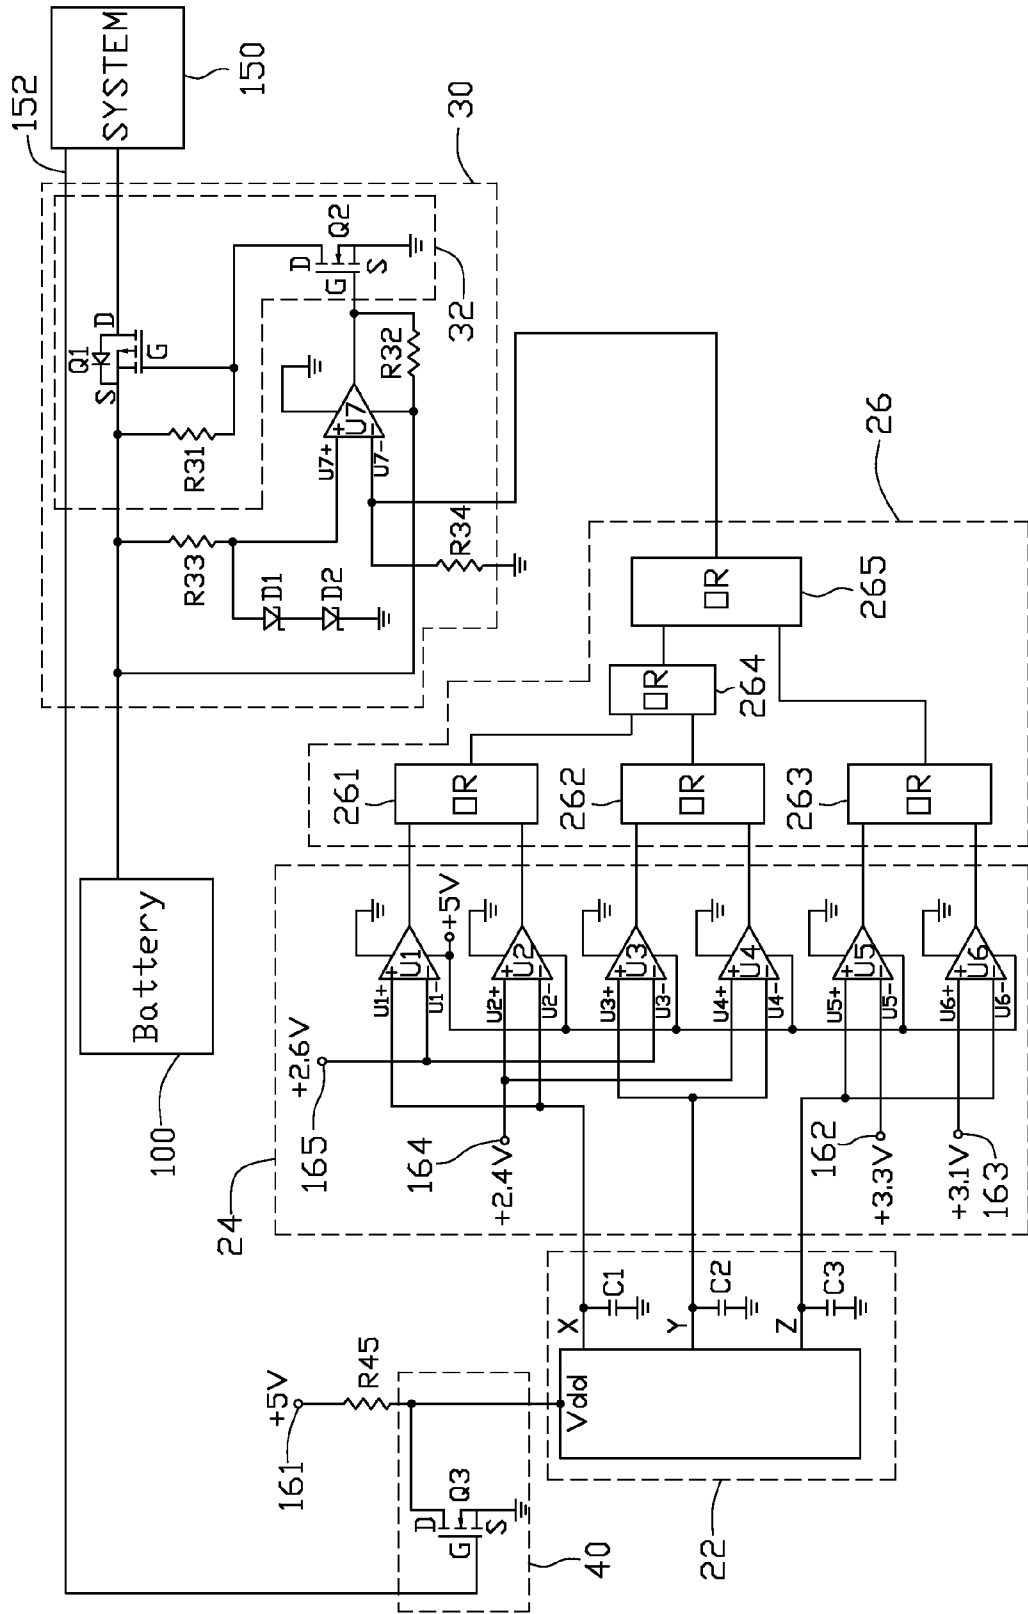 152
SYSTEM
150
30
Q1
S
D
G
R31
D
Q2
G
S
32
R33
U7+
+
U7
-
U7-
R32
D1
D2
R34
Battery
100
26
261
OR
262
OR
263
OR
264
OR
265
OR
24
+2.6V
165
164
+2.4V
162
+3.3V
+3.1V
163
U1+
+
U1
-
U1-
+5V
U2+
+
U2
-
U2-
U3+
+
U3
-
U3-
U4+
+
U4
-
U4-
U5+
+
U5
-
U5-
U6+
+
U6
-
U6-
+5V
161
R45
Vdd
X
C1
Y
C2
Z
C3
22
D
Q3
G
S
40